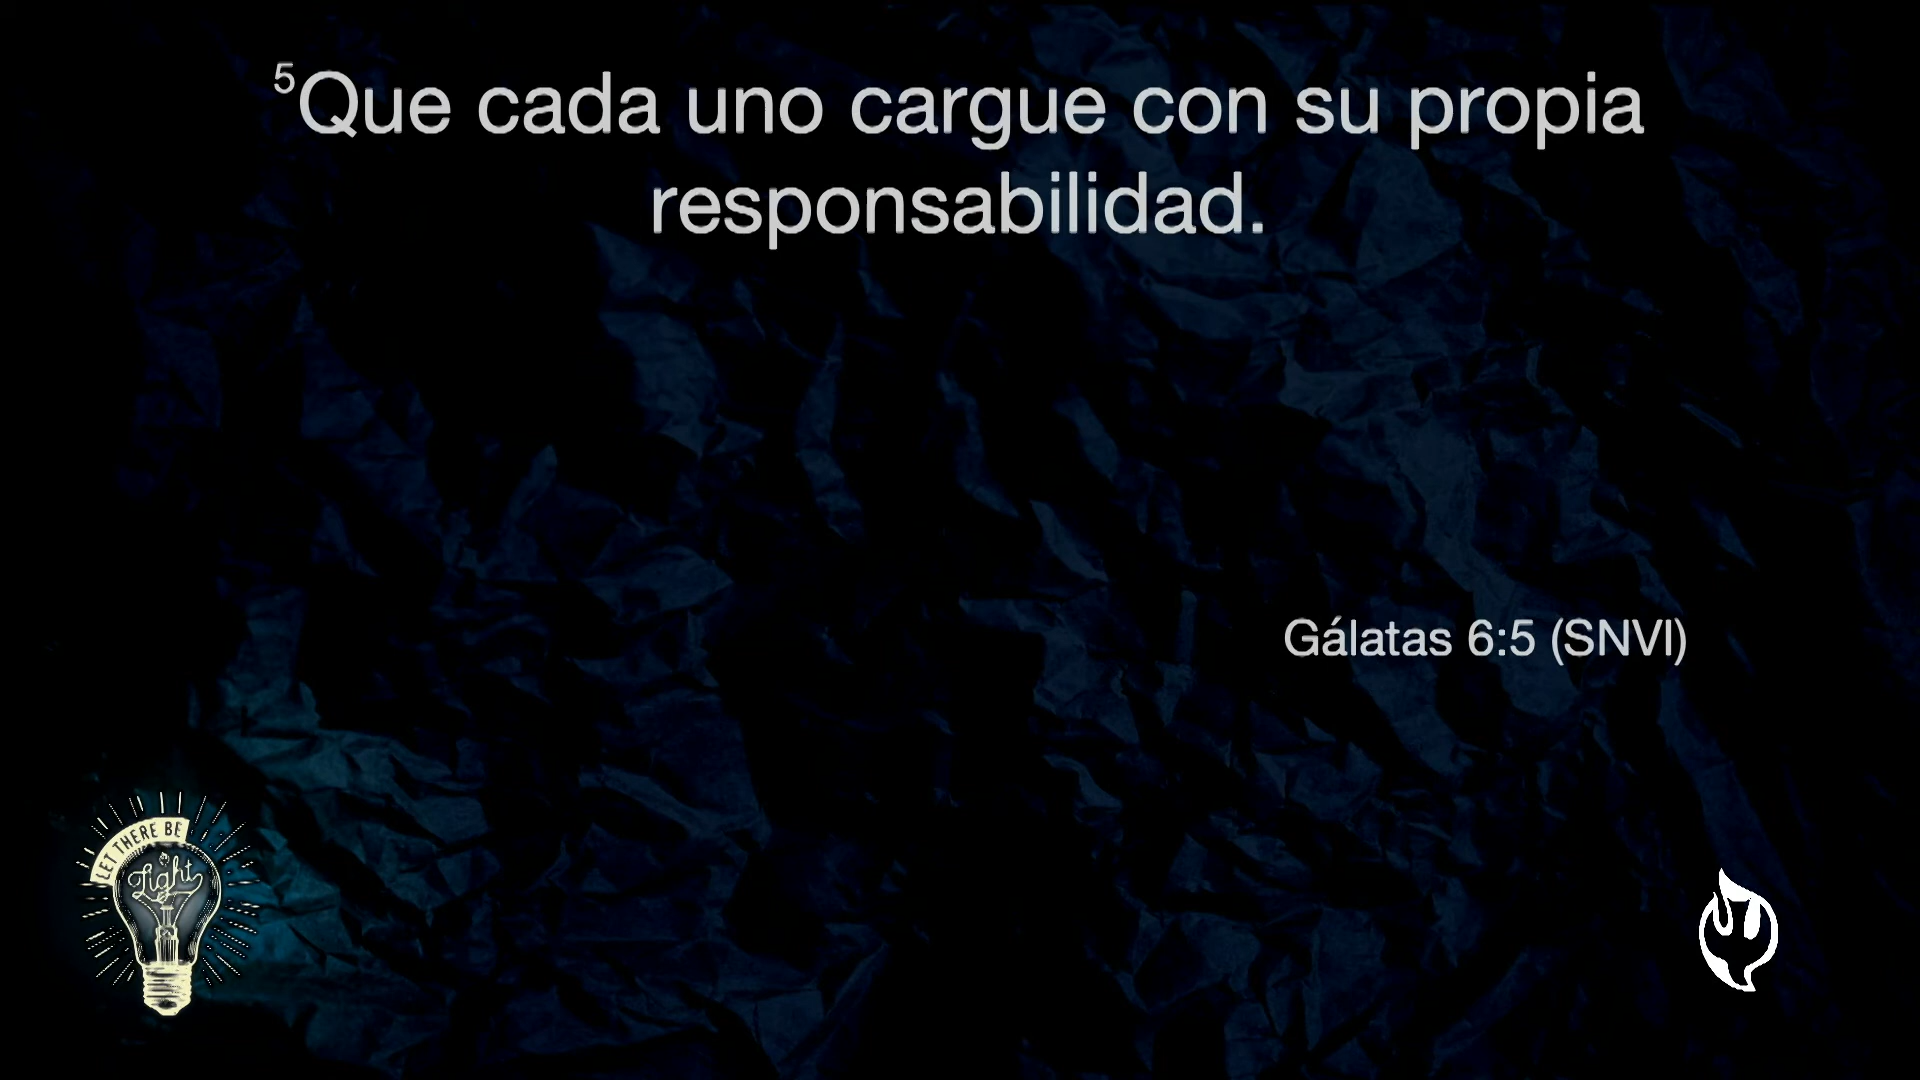 ⁵Que cada uno cargue con su propia
responsabilidad.
Gálatas 6:5 (SNVI)
LET THERE BE
Light